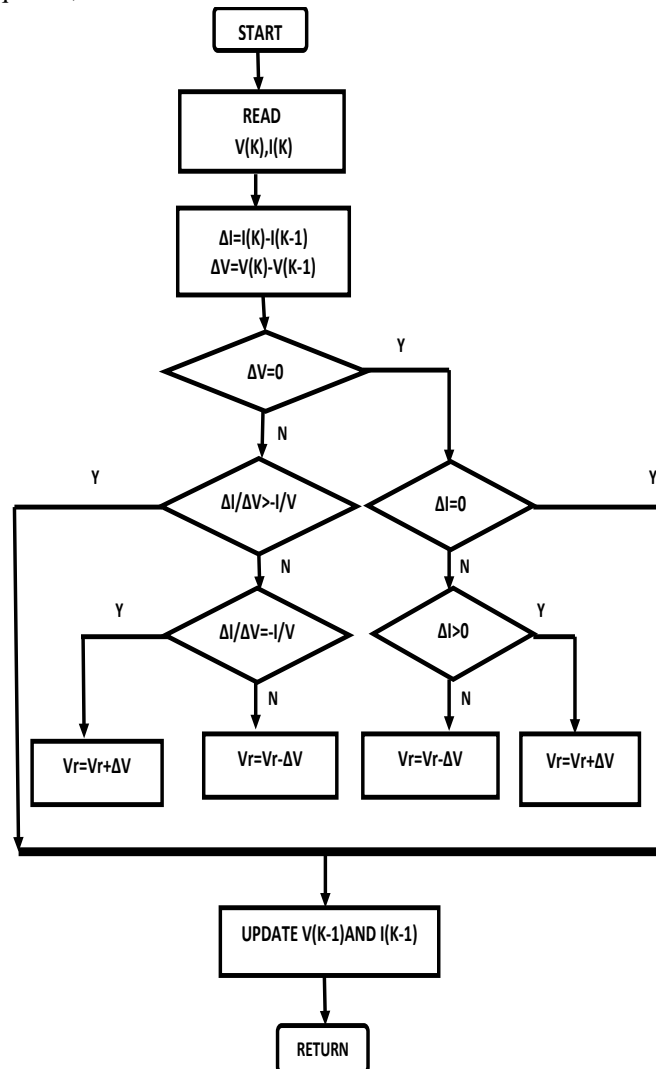 START
READ
V(K),I(K)
ΔI=I(K)-I(K-1)
ΔV=V(K)-V(K-1)
ΔV=0
Y
N
Y
ΔI/ΔV>-I/V
ΔI=0
Y
N
N
Y
ΔI/ΔV=-I/V
ΔI>0
Y
N
N
Vr=Vr+ΔV
Vr=Vr-ΔV
Vr=Vr-ΔV
Vr=Vr+ΔV
UPDATE V(K-1)AND I(K-1)
RETURN